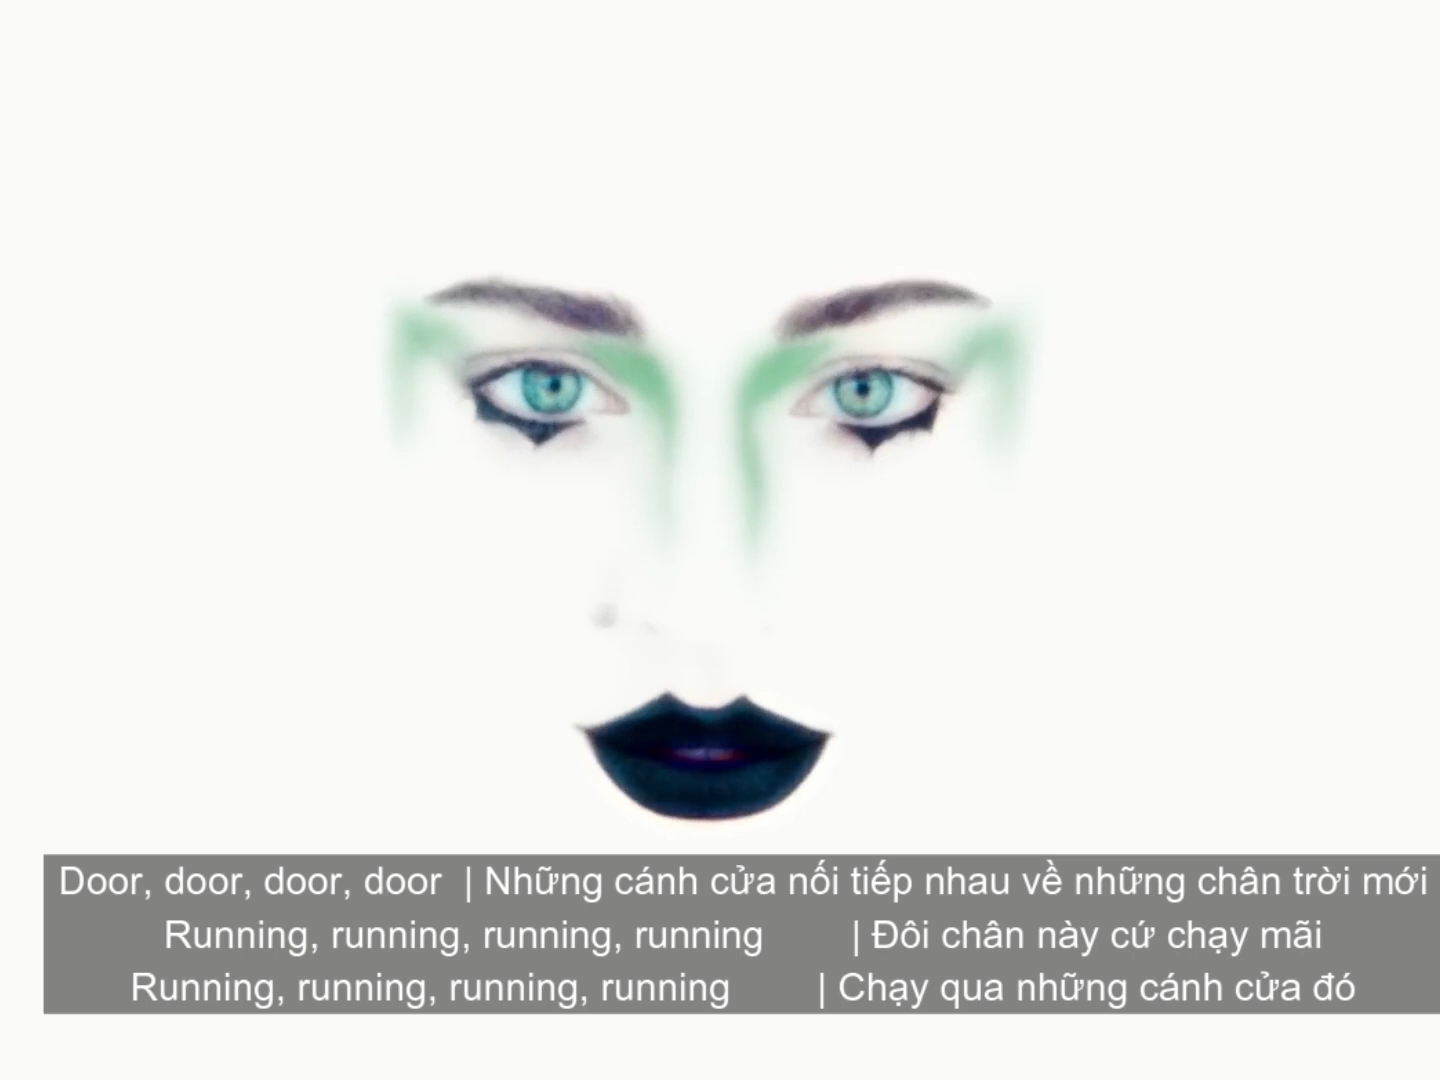 Door, door, door, door | Những cánh cửa nối tiếp nhau về những chân trời mới
Running, running, running, running | Đôi chân này cứ chạy mãi
Running, running, running, running | Chạy qua những cánh cửa đó